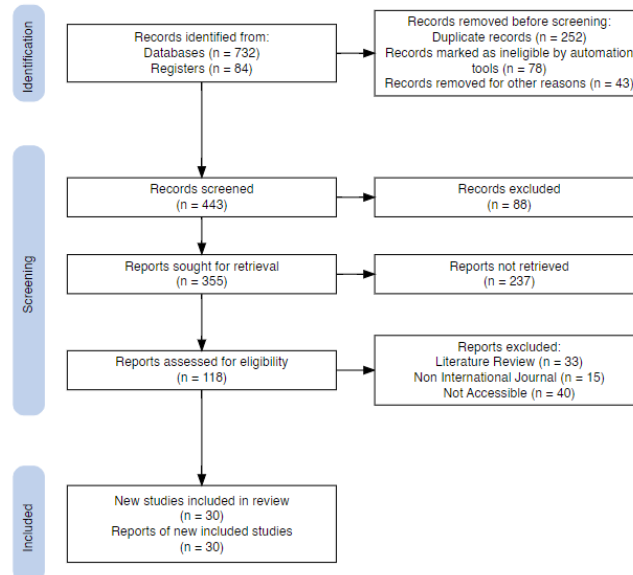 Identification
Records identified from:
Databases (n = 732)
Registers (n = 84)
Records removed before screening:
Duplicate records (n = 252)
Records marked as ineligible by automation
tools (n = 78)
Records removed for other reasons (n = 43)
Screening
Records screened
(n = 443)
Records excluded
(n = 88)
Reports sought for retrieval
(n = 355)
Reports not retrieved
(n = 237)
Reports assessed for eligibility
(n = 118)
Reports excluded:
Literature Review (n = 33)
Non International Journal (n = 15)
Not Accessible (n = 40)
Included
New studies included in review
(n = 30)
Reports of new included studies
(n = 30)